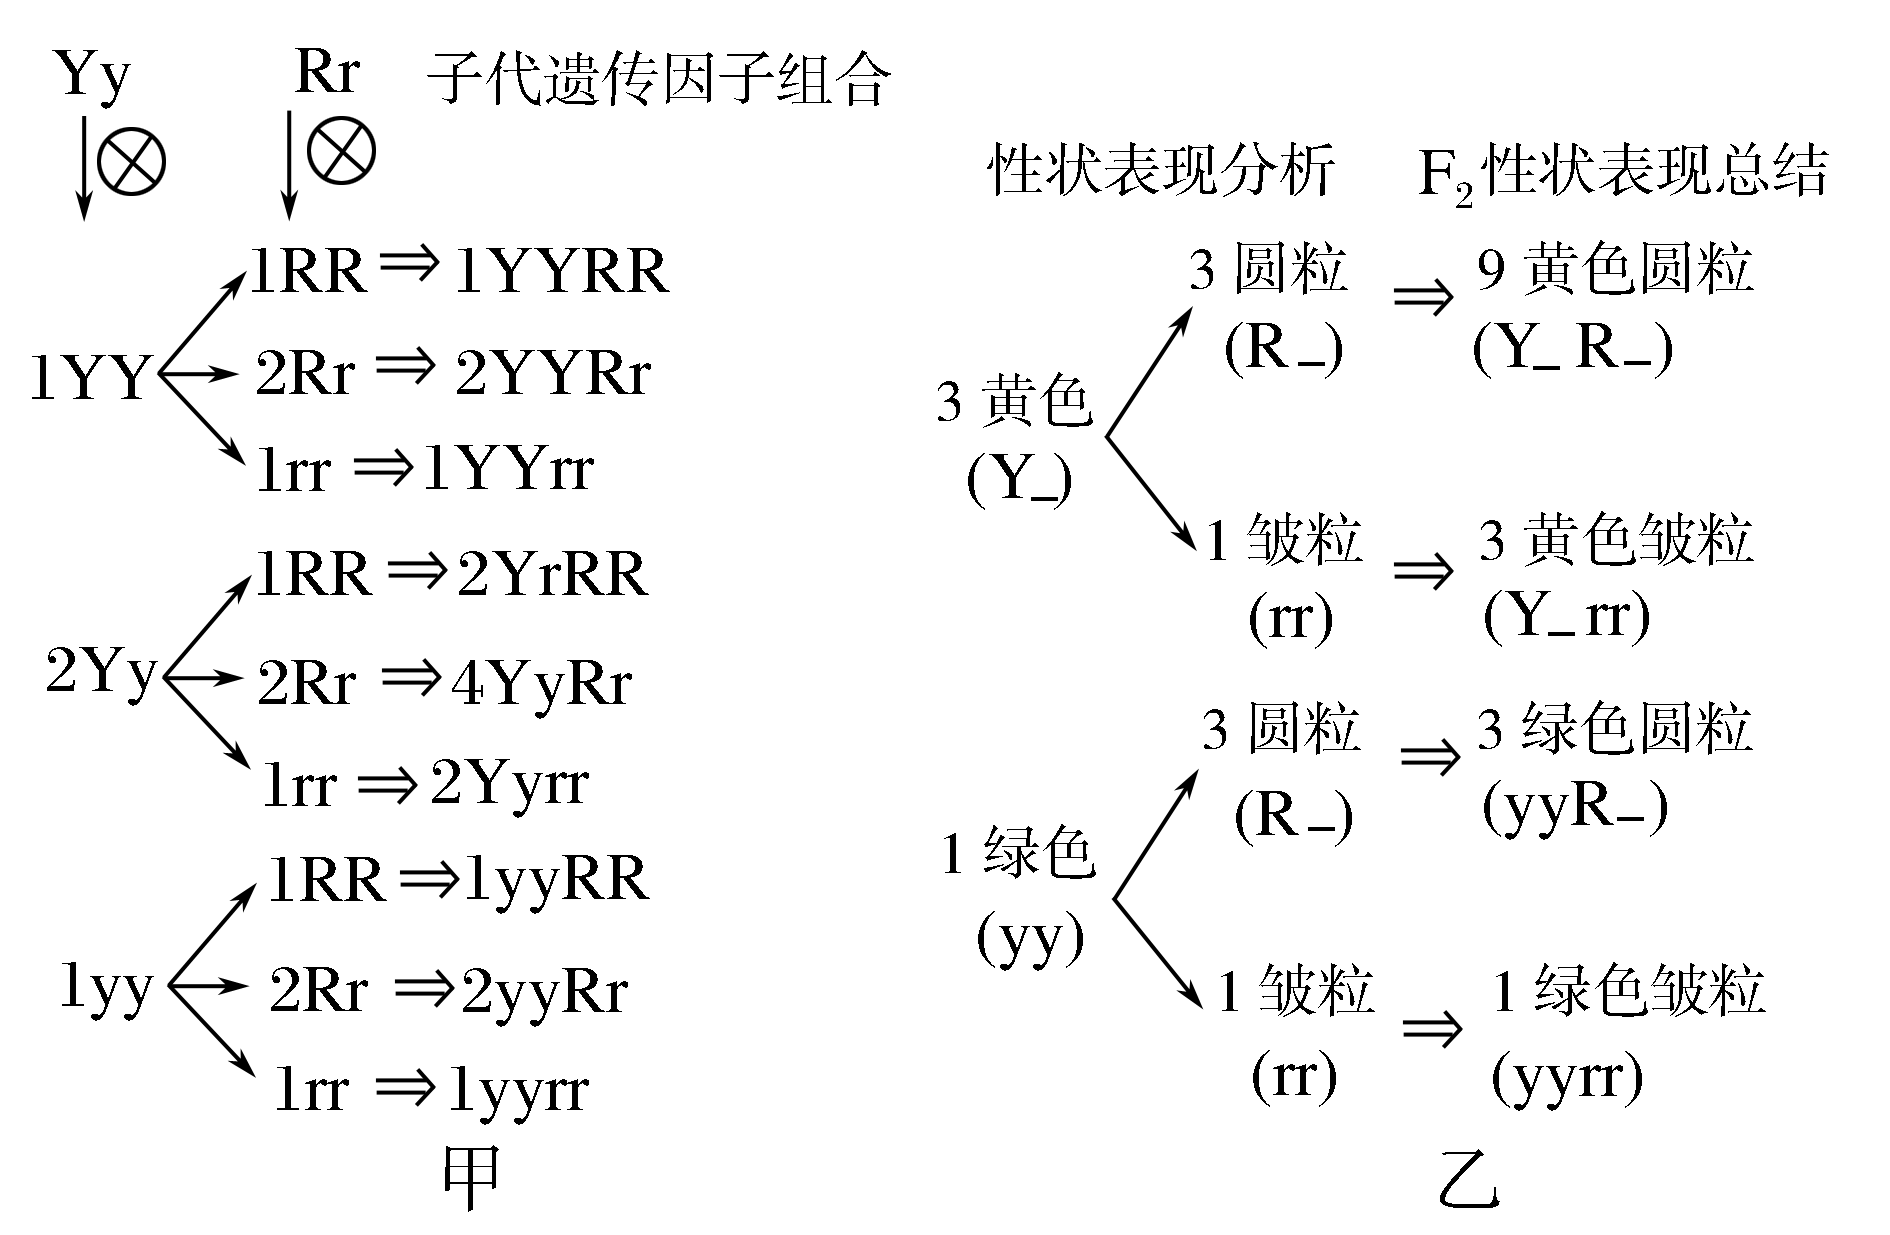 Yy Rr 子代遗传因子组合
1RR ⇒ 1YYRR
1YY 2Rr ⇒ 2YYRr
1rr ⇒ 1YYrr
1RR ⇒ 2YrRR
2Yy 2Rr ⇒ 4YyRr
1rr ⇒ 2Yyrr
1RR ⇒ 1yyRR
1yy 2Rr ⇒ 2yyRr
1rr ⇒ 1yyrr
甲
性状表现分析 F₂性状表现总结
3 圆粒 ⇒ 9 黄色圆粒
(R_) (Y_ R_)
3 黄色
(Y_)
1 皱粒 ⇒ 3 黄色皱粒
(rr) (Y_ rr)
3 圆粒 ⇒ 3 绿色圆粒
(R_) (yyR_)
1 绿色
(yy)
1 皱粒 ⇒ 1 绿色皱粒
(rr) (yyrr)
乙